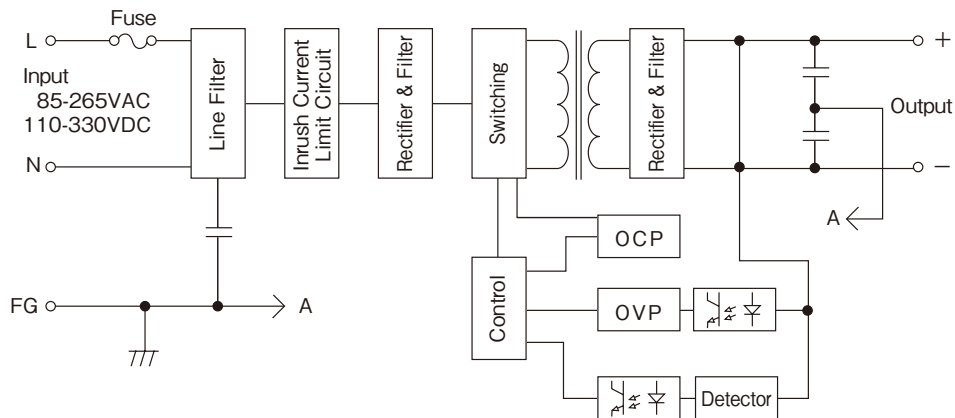 Fuse
L
Input
85-265VAC
110-330VDC
N
Line Filter
Inrush Current
Limit Circuit
Rectifier & Filter
Switching
Rectifier & Filter
+
Output
−
A
OCP
Control
OVP
Detector
FG
A